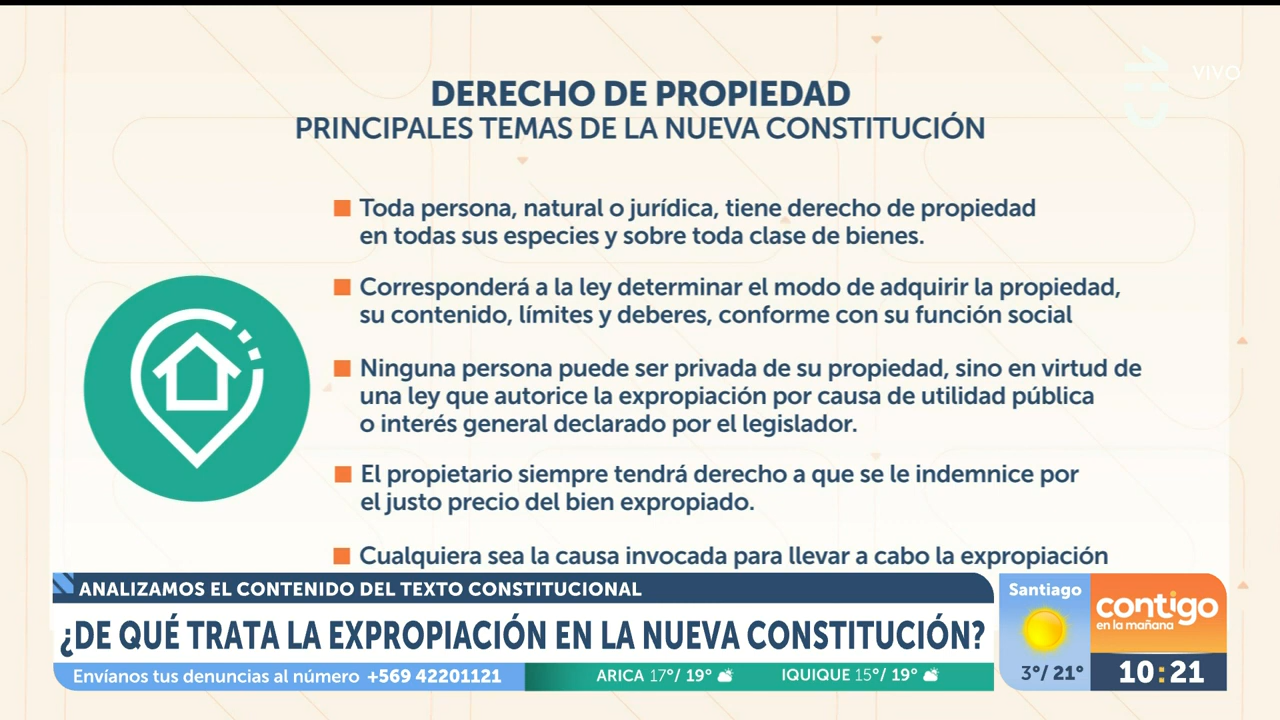 VIVO
DERECHO DE PROPIEDAD
PRINCIPALES TEMAS DE LA NUEVA CONSTITUCIÓN
Toda persona, natural o jurídica, tiene derecho de propiedad
en todas sus especies y sobre toda clase de bienes.
Corresponderá a la ley determinar el modo de adquirir la propiedad,
su contenido, límites y deberes, conforme con su función social
Ninguna persona puede ser privada de su propiedad, sino en virtud de
una ley que autorice la expropiación por causa de utilidad pública
o interés general declarado por el legislador.
El propietario siempre tendrá derecho a que se le indemnice por
el justo precio del bien expropiado.
Cualquiera sea la causa invocada para llevar a cabo la expropiación
ANALIZAMOS EL CONTENIDO DEL TEXTO CONSTITUCIONAL
¿DE QUÉ TRATA LA EXPROPIACIÓN EN LA NUEVA CONSTITUCIÓN?
Envíanos tus denuncias al número +569 42201121
ARICA 17°/ 19° IQUIQUE 15°/ 19°
Santiago
3°/ 21°
contigo
en la mañana
10:21